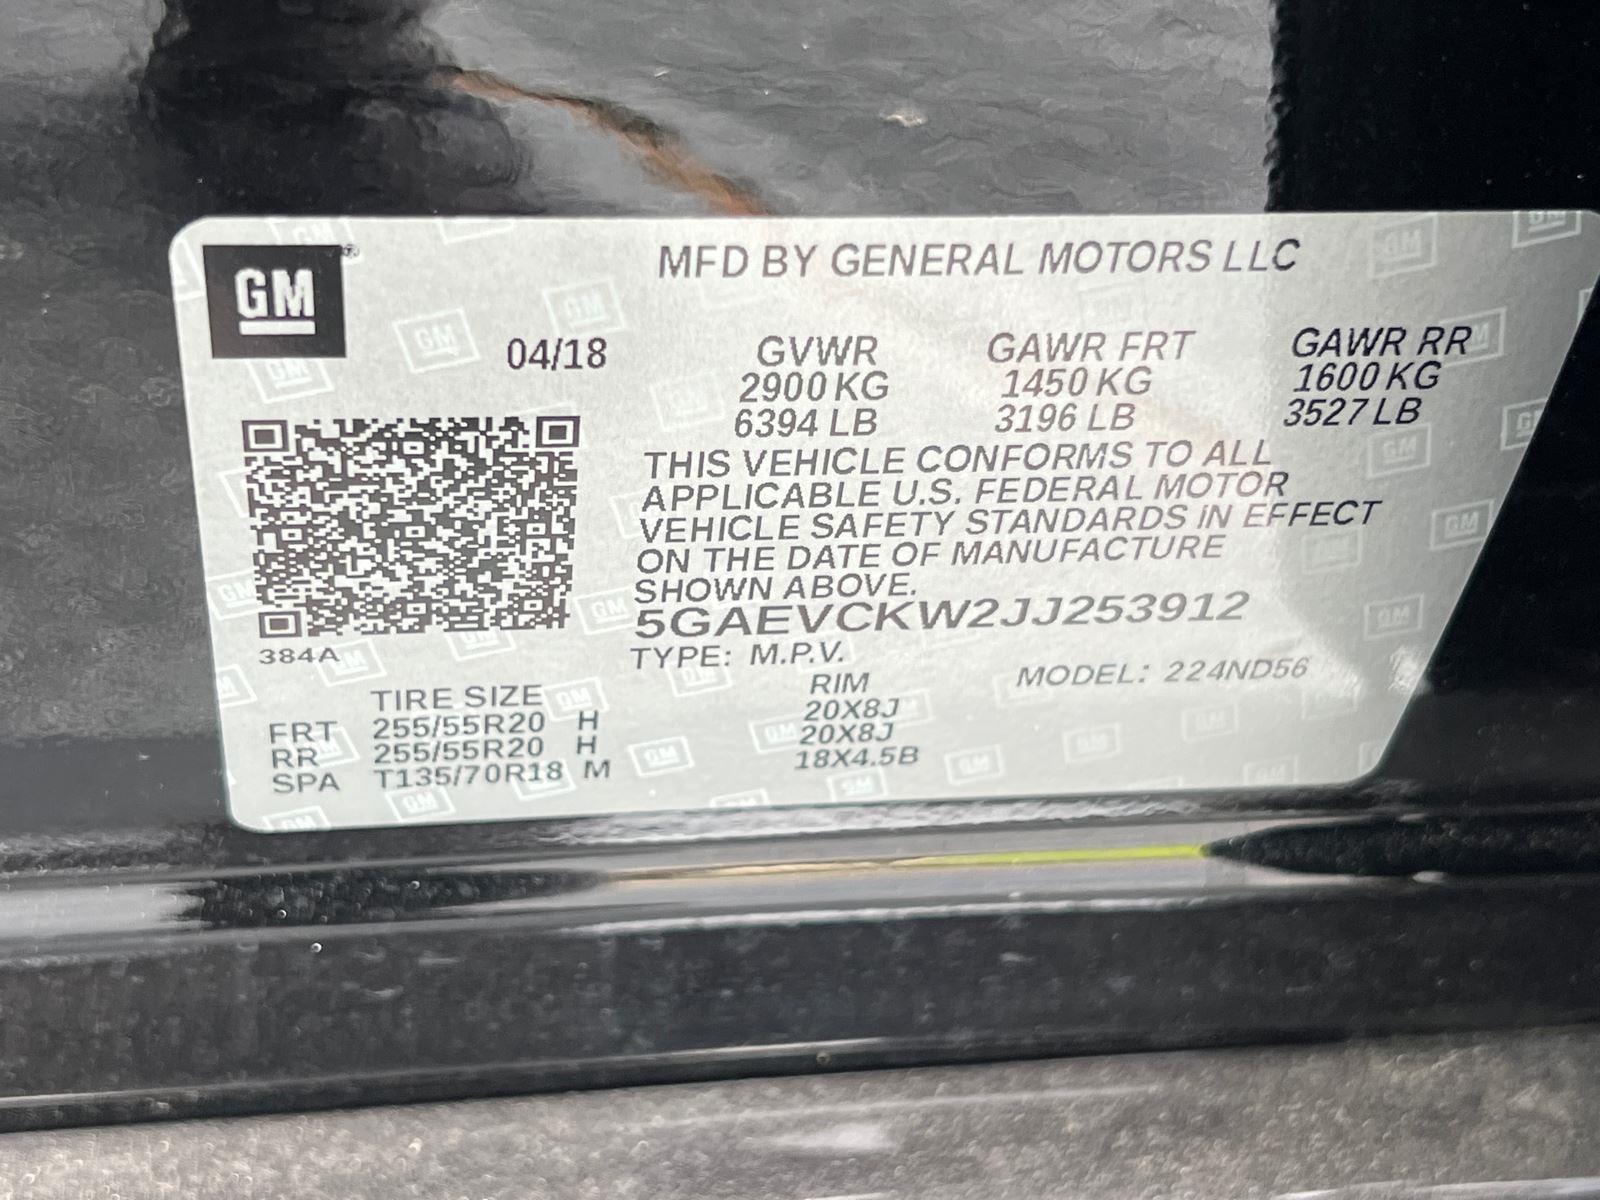 GM
MFD BY GENERAL MOTORS LLC
04/18
GVWR GAWR FRT GAWR RR
2900 KG 1450 KG 1600 KG
6394 LB 3196 LB 3527 LB
THIS VEHICLE CONFORMS TO ALL
APPLICABLE U.S. FEDERAL MOTOR
VEHICLE SAFETY STANDARDS IN EFFECT
ON THE DATE OF MANUFACTURE
SHOWN ABOVE.
5GAEVCKW2JJ253912
384A
TYPE: M.P.V. MODEL: 224ND56
TIRE SIZE RIM
FRT 255/55R20 H 20X8J
RR 255/55R20 H 20X8J
SPA T135/70R18 M 18X4.5B